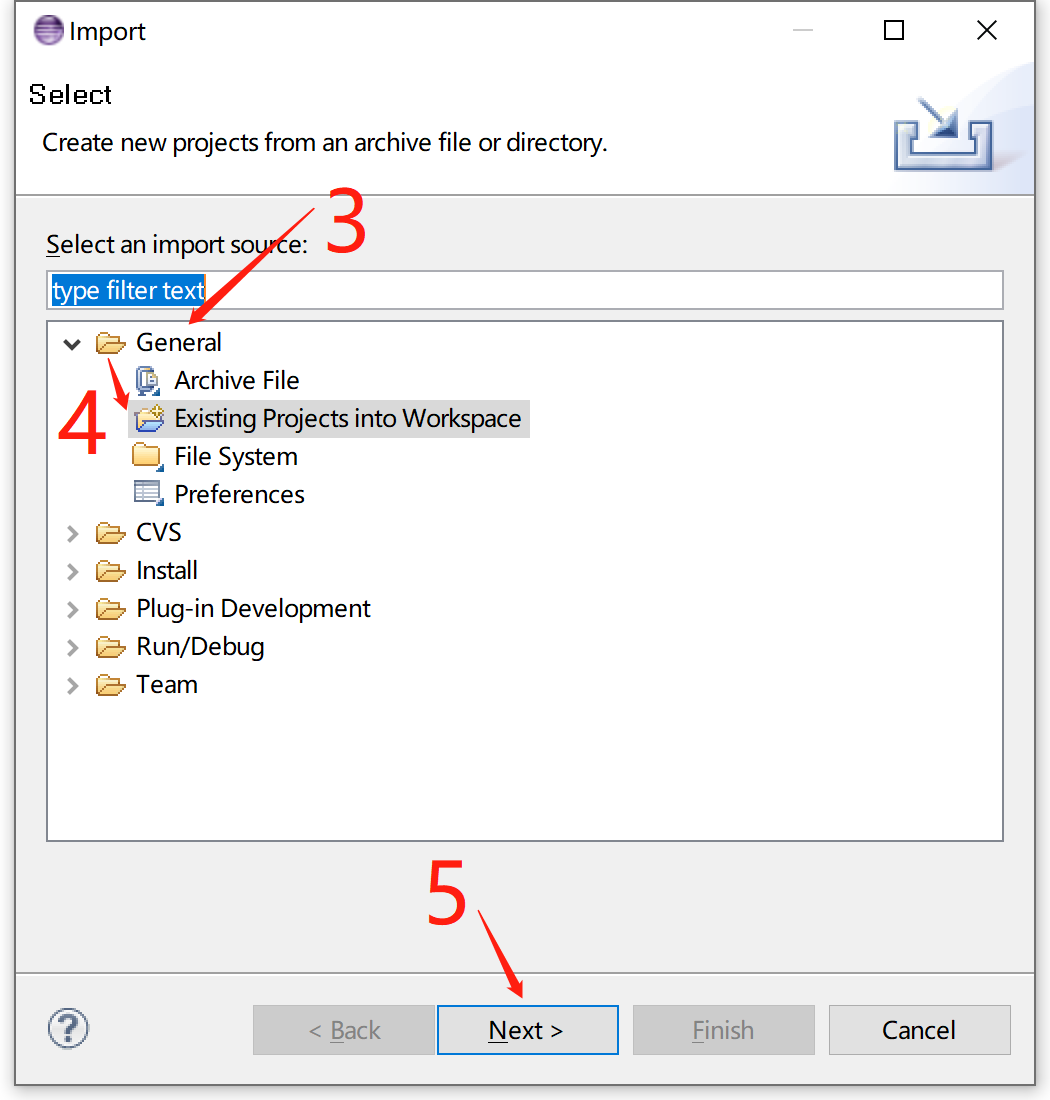 Import
Select
Create new projects from an archive file or directory.
3
Select an import source:
type filter text
General
Archive File
4
Existing Projects into Workspace
File System
Preferences
CVS
Install
Plug-in Development
Run/Debug
Team
5
?
< Back
Next >
Finish
Cancel